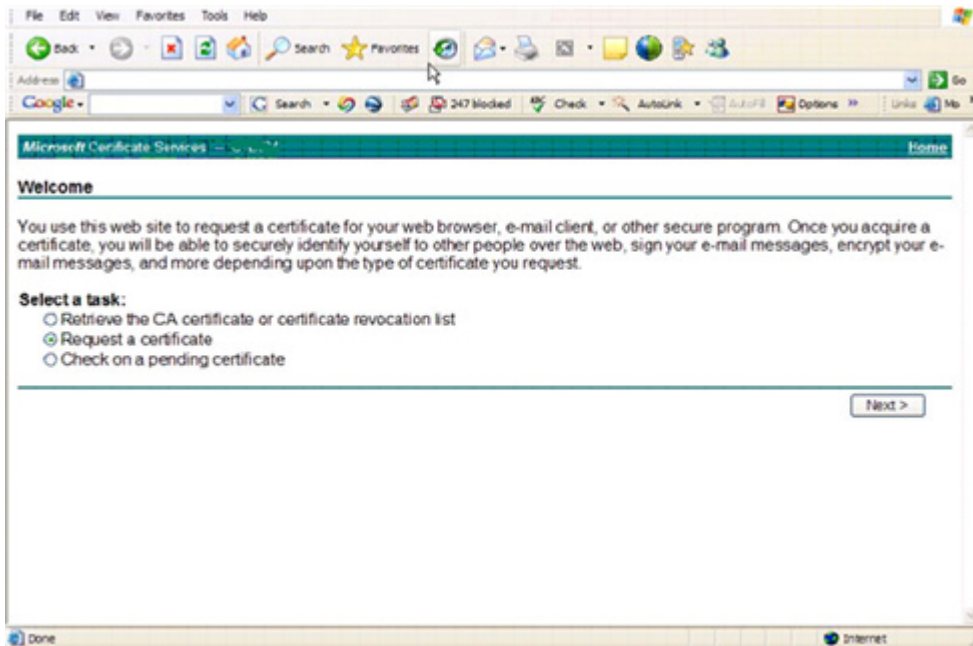 File Edit View Favorites Tools Help
Back Search Favorites
Address Go
Google Search 247 blocked Check AutoLink AutoFill Options » Links
Microsoft Certificate Services -- Home
Welcome
You use this web site to request a certificate for your web browser, e-mail client, or other secure program. Once you acquire a
certificate, you will be able to securely identify yourself to other people over the web, sign your e-mail messages, encrypt your e-
mail messages, and more depending upon the type of certificate you request.
Select a task:
Retrieve the CA certificate or certificate revocation list
Request a certificate
Check on a pending certificate
Next >
Done Internet